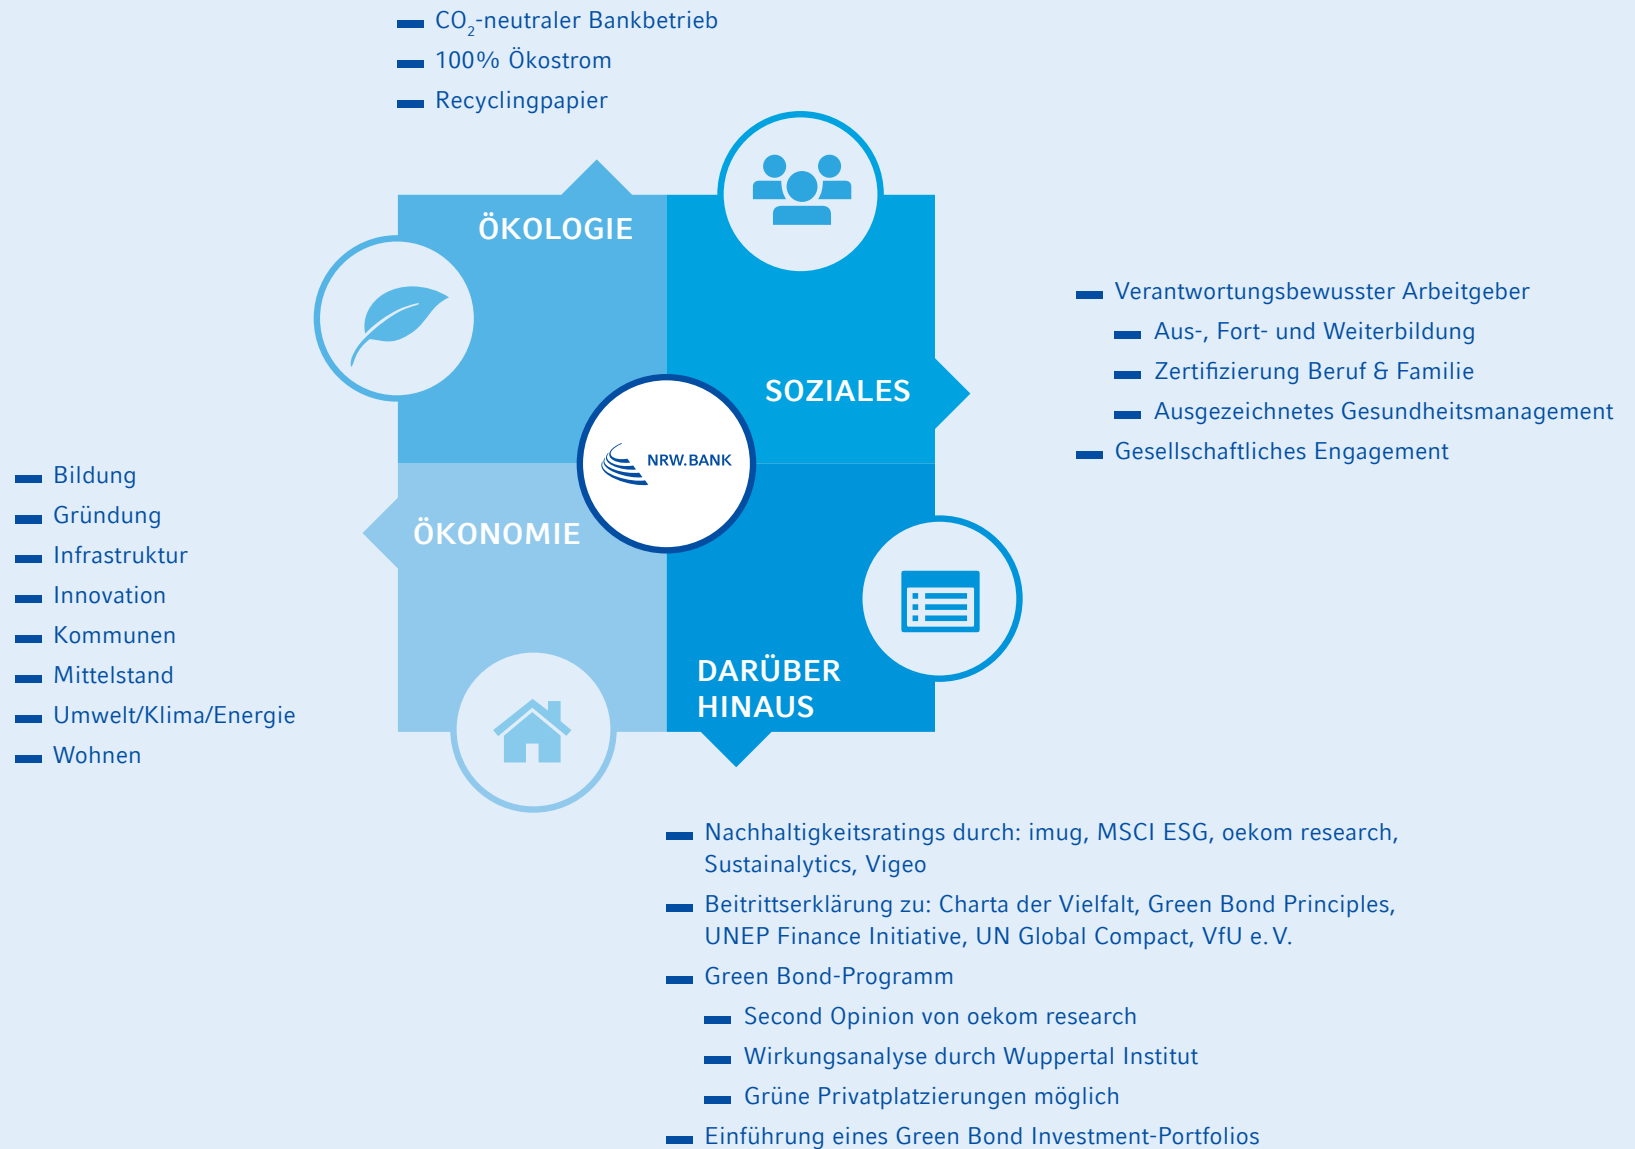 CO₂-neutraler Bankbetrieb
100% Ökostrom
Recyclingpapier
ÖKOLOGIE
SOZIALES
Verantwortungsbewusster Arbeitgeber
Aus-, Fort- und Weiterbildung
Zertifizierung Beruf & Familie
Ausgezeichnetes Gesundheitsmanagement
Gesellschaftliches Engagement
NRW.BANK
ÖKONOMIE
Bildung
Gründung
Infrastruktur
Innovation
Kommunen
Mittelstand
Umwelt/Klima/Energie
Wohnen
DARÜBER
HINAUS
Nachhaltigkeitsratings durch: imug, MSCI ESG, oekom research,
Sustainalytics, Vigeo
Beitrittserklärung zu: Charta der Vielfalt, Green Bond Principles,
UNEP Finance Initiative, UN Global Compact, VfU e. V.
Green Bond-Programm
Second Opinion von oekom research
Wirkungsanalyse durch Wuppertal Institut
Grüne Privatplatzierungen möglich
Einführung eines Green Bond Investment-Portfolios